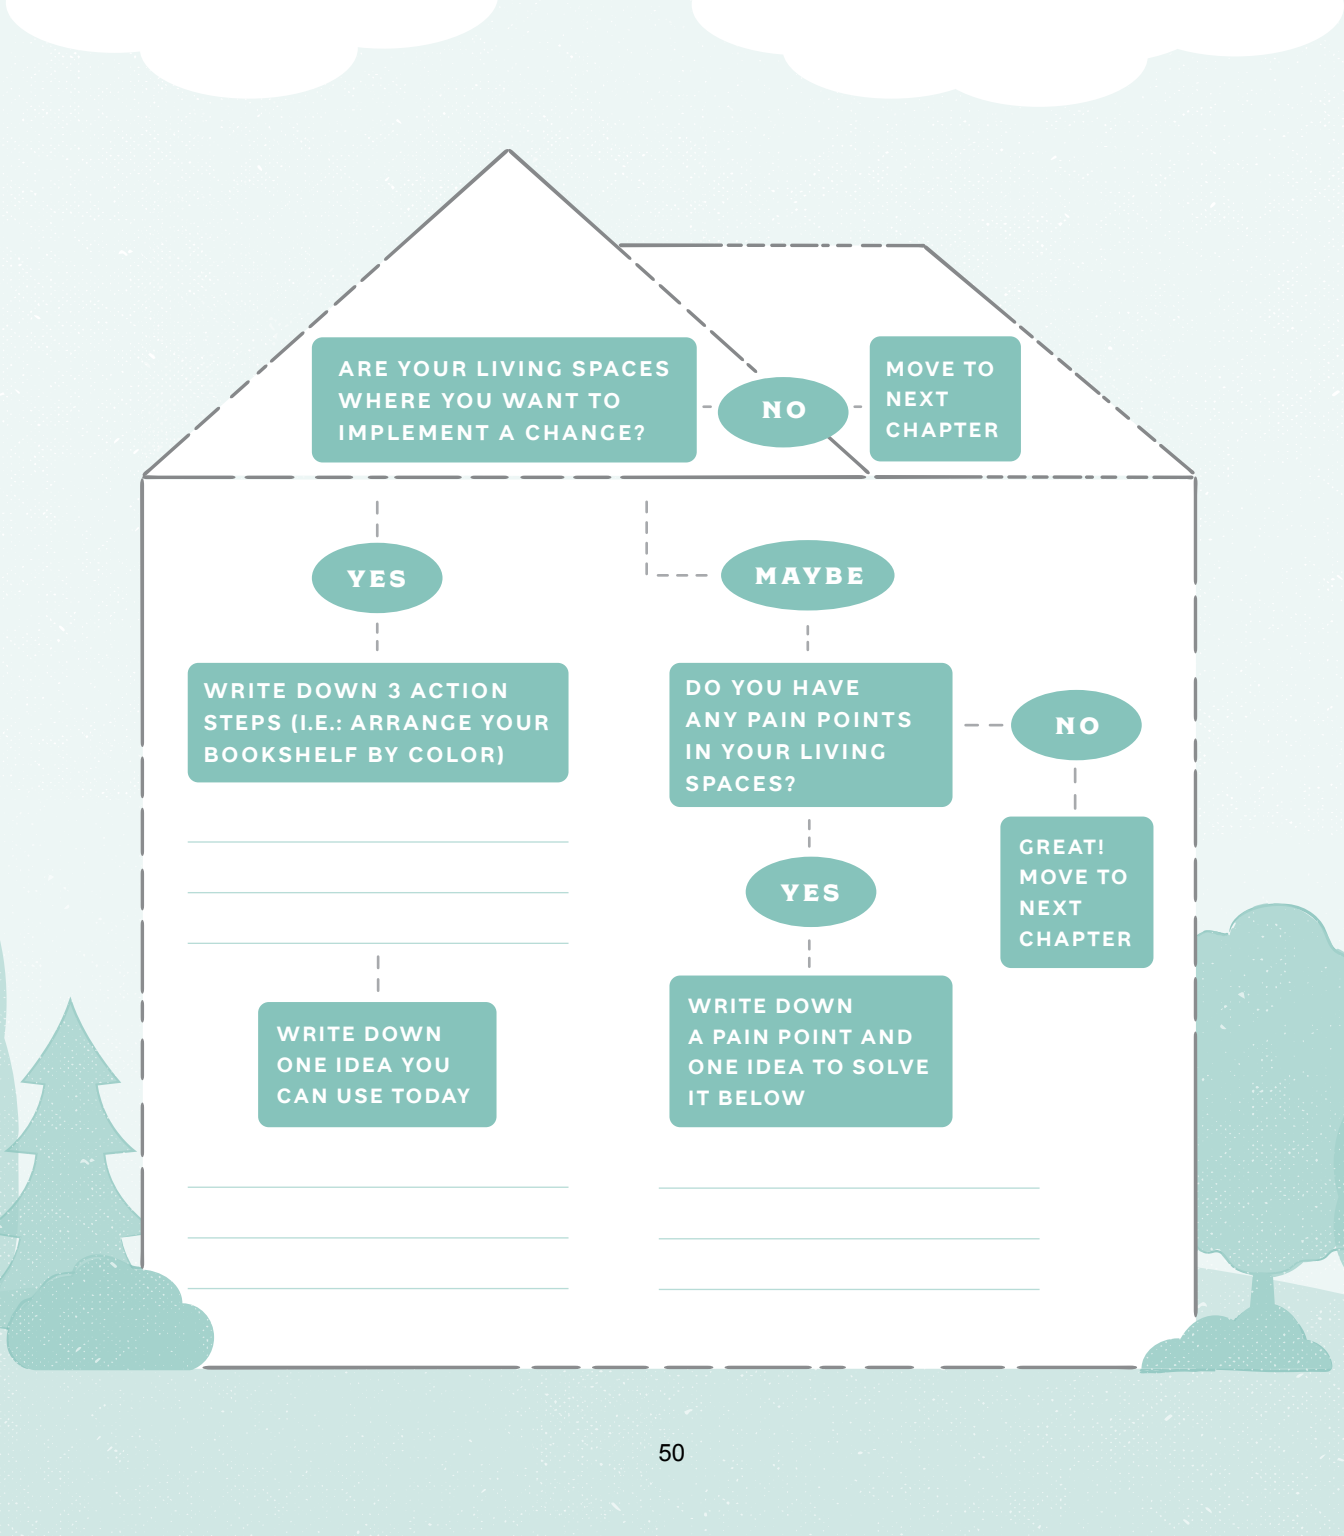 ARE YOUR LIVING SPACES
WHERE YOU WANT TO
IMPLEMENT A CHANGE?
NO
MOVE TO
NEXT
CHAPTER
YES
WRITE DOWN 3 ACTION
STEPS (I.E.: ARRANGE YOUR
BOOKSHELF BY COLOR)
WRITE DOWN
ONE IDEA YOU
CAN USE TODAY
MAYBE
DO YOU HAVE
ANY PAIN POINTS
IN YOUR LIVING
SPACES?
NO
GREAT!
MOVE TO
NEXT
CHAPTER
YES
WRITE DOWN
A PAIN POINT AND
ONE IDEA TO SOLVE
IT BELOW
50